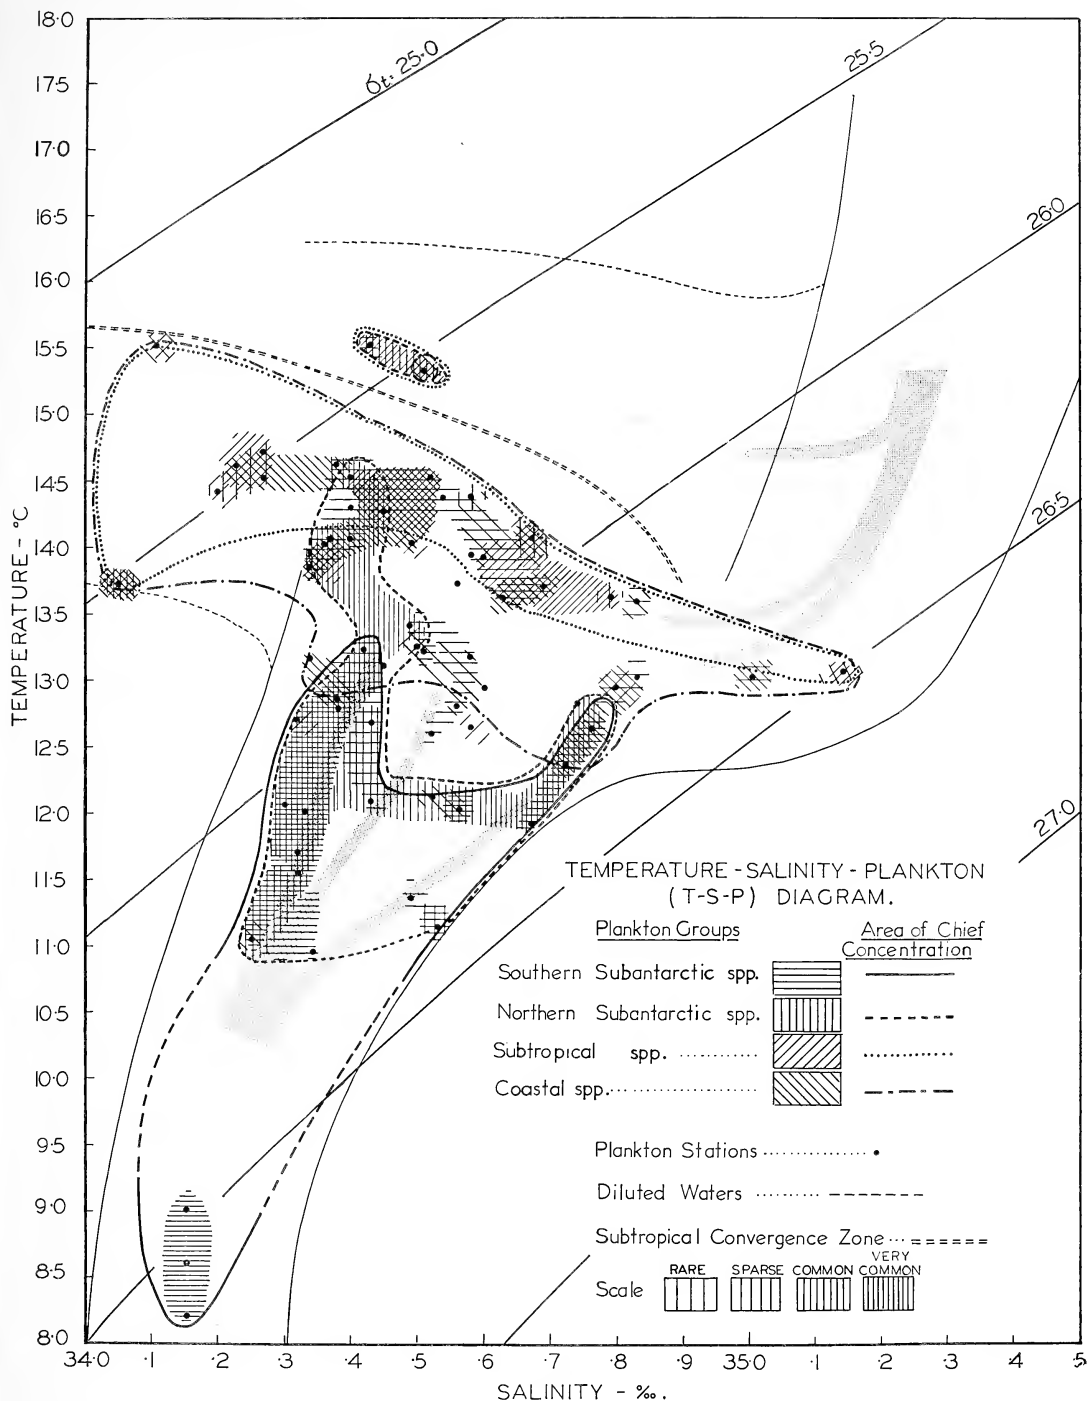 18·0
17·5
17·0
16·5
16·0
15·5
15·0
14·5
14·0
13·5
13·0
12·5
12·0
11·5
11·0
10·5
10·0
9·5
9·0
8·5
8·0
TEMPERATURE - °C
σt= 25·0
25·5
26·0
26·5
27·0
TEMPERATURE - SALINITY - PLANKTON
(T-S-P) DIAGRAM.
Plankton Groups
Area of Chief
Concentration
Southern Subantarctic spp.
Northern Subantarctic spp.
Subtropical spp.
Coastal spp.
Plankton Stations
Diluted Waters
Subtropical Convergence Zone
Scale
RARE SPARSE COMMON VERY COMMON
34·0 ·1 ·2 ·3 ·4 ·5 ·6 ·7 ·8 ·9 35·0 ·1 ·2 ·3 ·4 ·5
SALINITY - ‰.